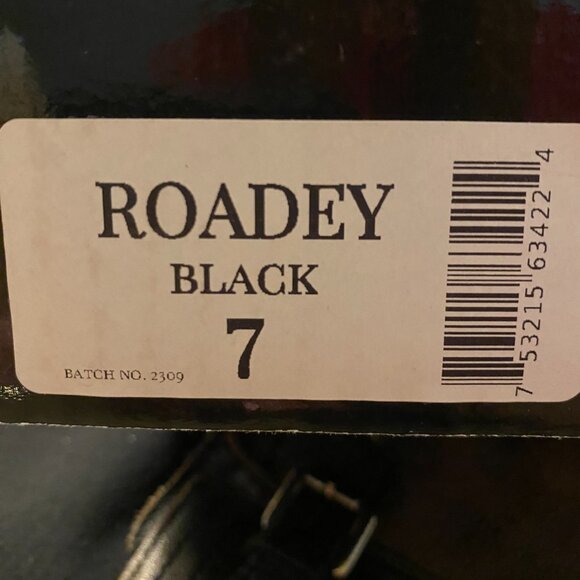 ROADEY
BLACK
7
BATCH NO. 2309
7 53215 63422 4